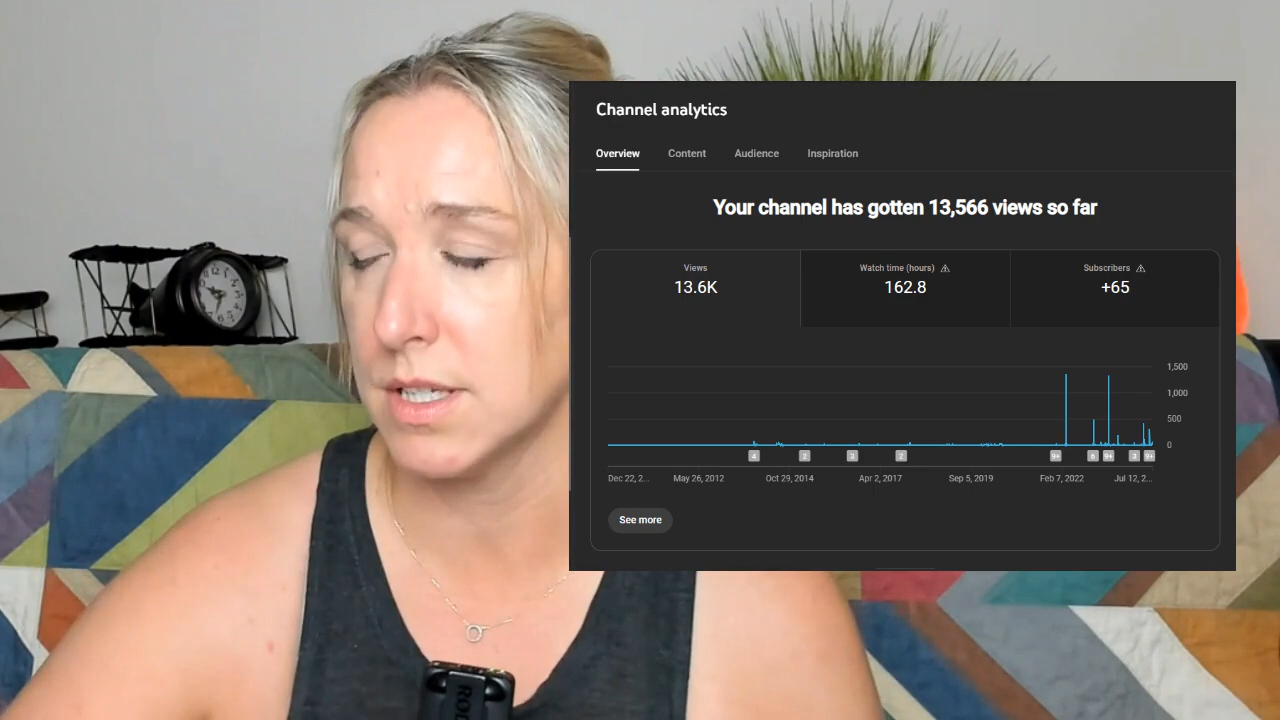 Channel analytics
Overview Content Audience Inspiration
Your channel has gotten 13,566 views so far
Views Watch time (hours) Subscribers
13.6K 162.8 +65
1,500
1,000
500
0
4 2 3 2 9+ 6 9+ 3 9+
Dec 22, 2... May 26, 2012 Oct 29, 2014 Apr 2, 2017 Sep 5, 2019 Feb 7, 2022 Jul 12, 2...
See more